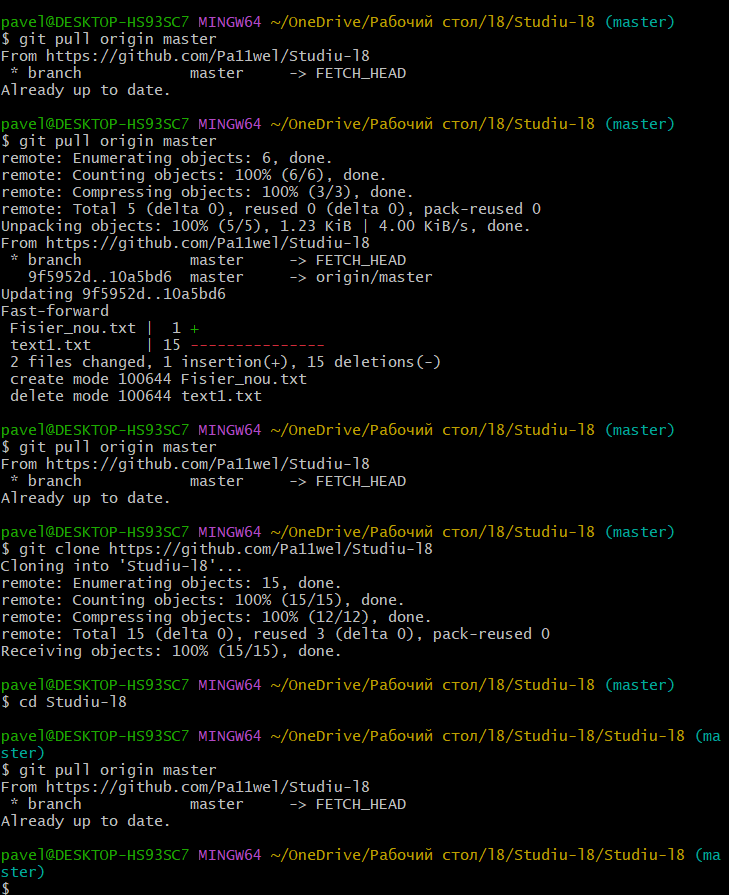 pavel@DESKTOP-HS93SC7 MINGW64 ~/OneDrive/Рабочий стол/l8/Studiu-l8 (master)
$ git pull origin master
From https://github.com/Pa11wel/Studiu-l8
 * branch            master     -> FETCH_HEAD
Already up to date.

pavel@DESKTOP-HS93SC7 MINGW64 ~/OneDrive/Рабочий стол/l8/Studiu-l8 (master)
$ git pull origin master
remote: Enumerating objects: 6, done.
remote: Counting objects: 100% (6/6), done.
remote: Compressing objects: 100% (3/3), done.
remote: Total 5 (delta 0), reused 0 (delta 0), pack-reused 0
Unpacking objects: 100% (5/5), 1.23 KiB | 4.00 KiB/s, done.
From https://github.com/Pa11wel/Studiu-l8
 * branch            master     -> FETCH_HEAD
   9f5952d..10a5bd6  master     -> origin/master
Updating 9f5952d..10a5bd6
Fast-forward
 Fisier_nou.txt |  1 +
 text1.txt      | 15 ---------------
 2 files changed, 1 insertion(+), 15 deletions(-)
 create mode 100644 Fisier_nou.txt
 delete mode 100644 text1.txt

pavel@DESKTOP-HS93SC7 MINGW64 ~/OneDrive/Рабочий стол/l8/Studiu-l8 (master)
$ git pull origin master
From https://github.com/Pa11wel/Studiu-l8
 * branch            master     -> FETCH_HEAD
Already up to date.

pavel@DESKTOP-HS93SC7 MINGW64 ~/OneDrive/Рабочий стол/l8/Studiu-l8 (master)
$ git clone https://github.com/Pa11wel/Studiu-l8
Cloning into 'Studiu-l8'...
remote: Enumerating objects: 15, done.
remote: Counting objects: 100% (15/15), done.
remote: Compressing objects: 100% (12/12), done.
remote: Total 15 (delta 0), reused 3 (delta 0), pack-reused 0
Receiving objects: 100% (15/15), done.

pavel@DESKTOP-HS93SC7 MINGW64 ~/OneDrive/Рабочий стол/l8/Studiu-l8 (master)
$ cd Studiu-l8

pavel@DESKTOP-HS93SC7 MINGW64 ~/OneDrive/Рабочий стол/l8/Studiu-l8/Studiu-l8 (ma
ster)
$ git pull origin master
From https://github.com/Pa11wel/Studiu-l8
 * branch            master     -> FETCH_HEAD
Already up to date.

pavel@DESKTOP-HS93SC7 MINGW64 ~/OneDrive/Рабочий стол/l8/Studiu-l8/Studiu-l8 (ma
ster)
$